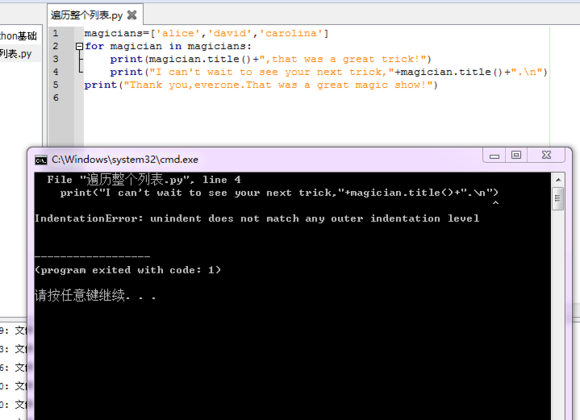 遍历整个列表.py
thon基础
列表.py
1 magicians=['alice','david','carolina']
2 for magician in magicians:
3 print(magician.title()+",that was a great trick!")
4 print("I can't wait to see your next trick,"+magician.title()+".\n")
5 print("Thank you,everone.That was a great magic show!")
6
C:\Windows\system32\cmd.exe
File "遍历整个列表.py", line 4
print("I can't wait to see your next trick,"+magician.title()+".\n")
^
IndentationError: unindent does not match any outer indentation level
------------------
(program exited with code: 1)
请按任意键继续. . .
9: 文
3: 文
6: 文
0: 文
0: 文